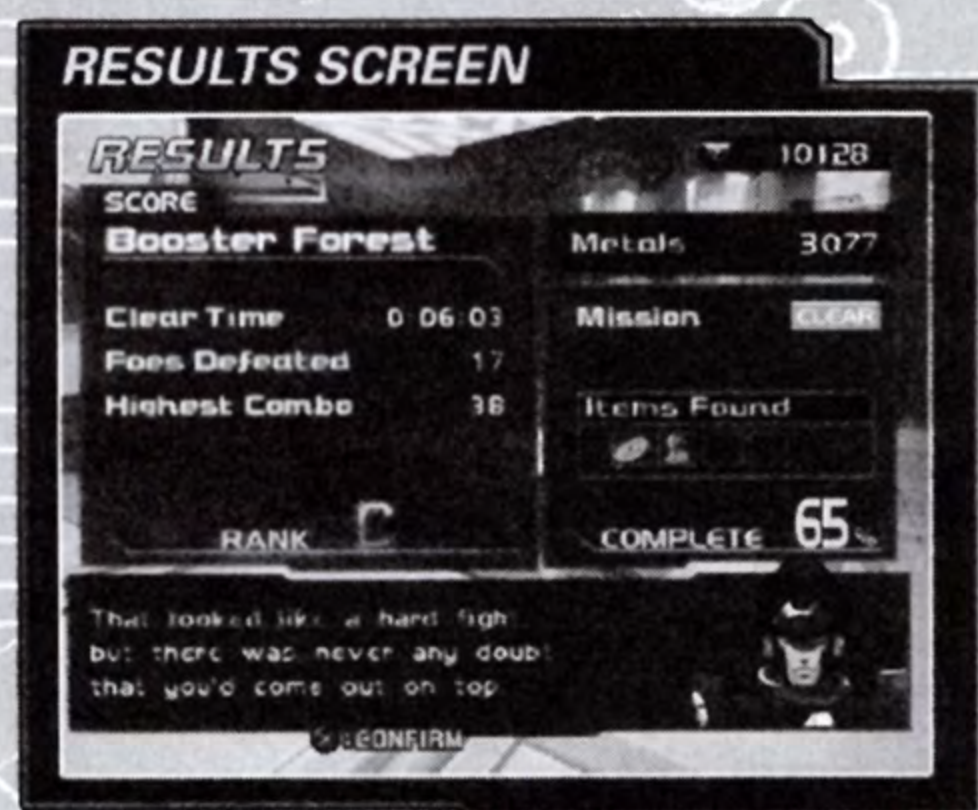 RESULTS SCREEN
RESULTS
10128
SCORE
Booster Forest
Metals 3077
Clear Time 0 06 03
Mission CLEAR
Foes Defeated 17
Highest Combo 38
Items Found
RANK C
COMPLETE 65%
That looked like a hard figh
but there was never any doubt
that you'd come out on top
:CONFIRM